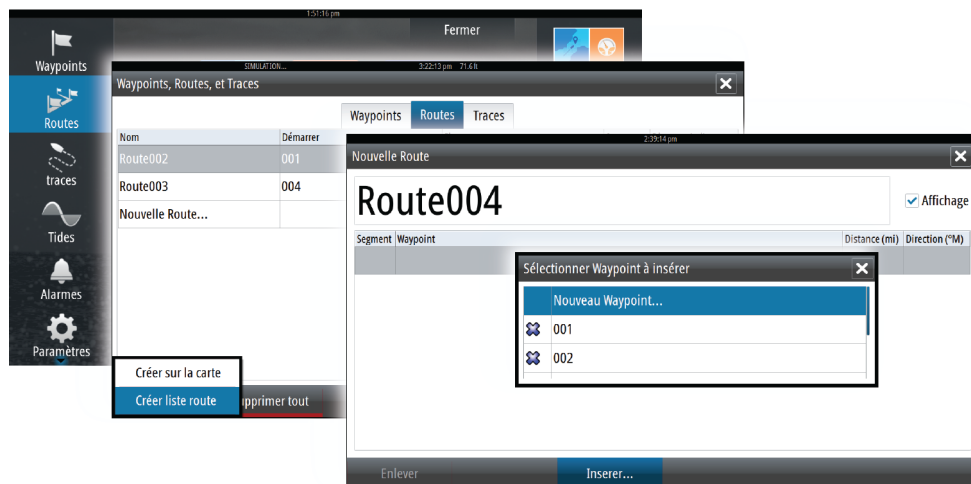 1:51:16 pm
Fermer
Waypoints
Routes
traces
Tides
Alarmes
Paramètres
SIMULATION... 3:22:13 pm 71.6 ft
Waypoints, Routes, et Traces
Waypoints Routes Traces
Nom Démarrer
Route002 001
Route003 004
Nouvelle Route...
Créer sur la carte
Créer liste route
pprimer tout
2:39:14 pm
Nouvelle Route
Route004
Affichage
Segment Waypoint Distance (mi) Direction (°M)
Sélectionner Waypoint à insérer
Nouveau Waypoint...
001
002
Enlever
Inserer...